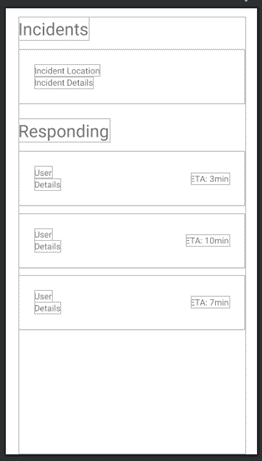 Incidents
Incident Location
Incident Details
Responding
User
Details
ETA: 3min
User
Details
ETA: 10min
User
Details
ETA: 7min